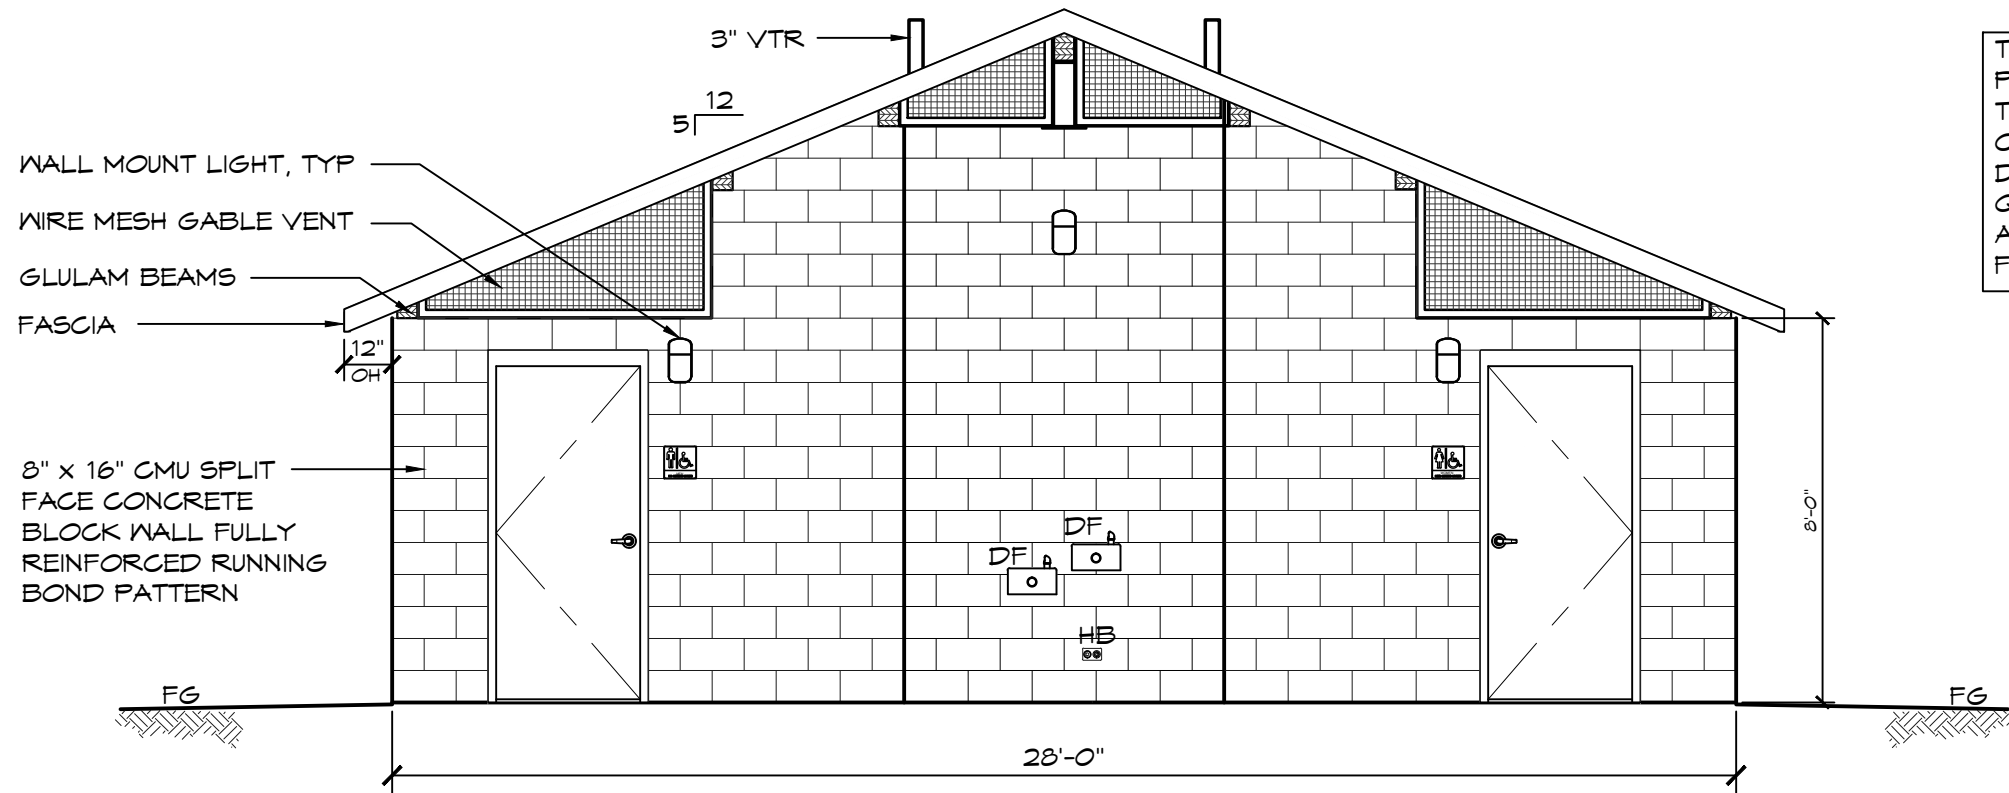 3" VTR
12
5
WALL MOUNT LIGHT, TYP
WIRE MESH GABLE VENT
GLULAM BEAMS
FASCIA
12"
OH
8" X 16" CMU SPLIT
FACE CONCRETE
BLOCK WALL FULLY
REINFORCED RUNNING
BOND PATTERN
DF
DF
HB
8'-0"
FG
FG
28'-0"
T
P
T
O
D
G
A
F